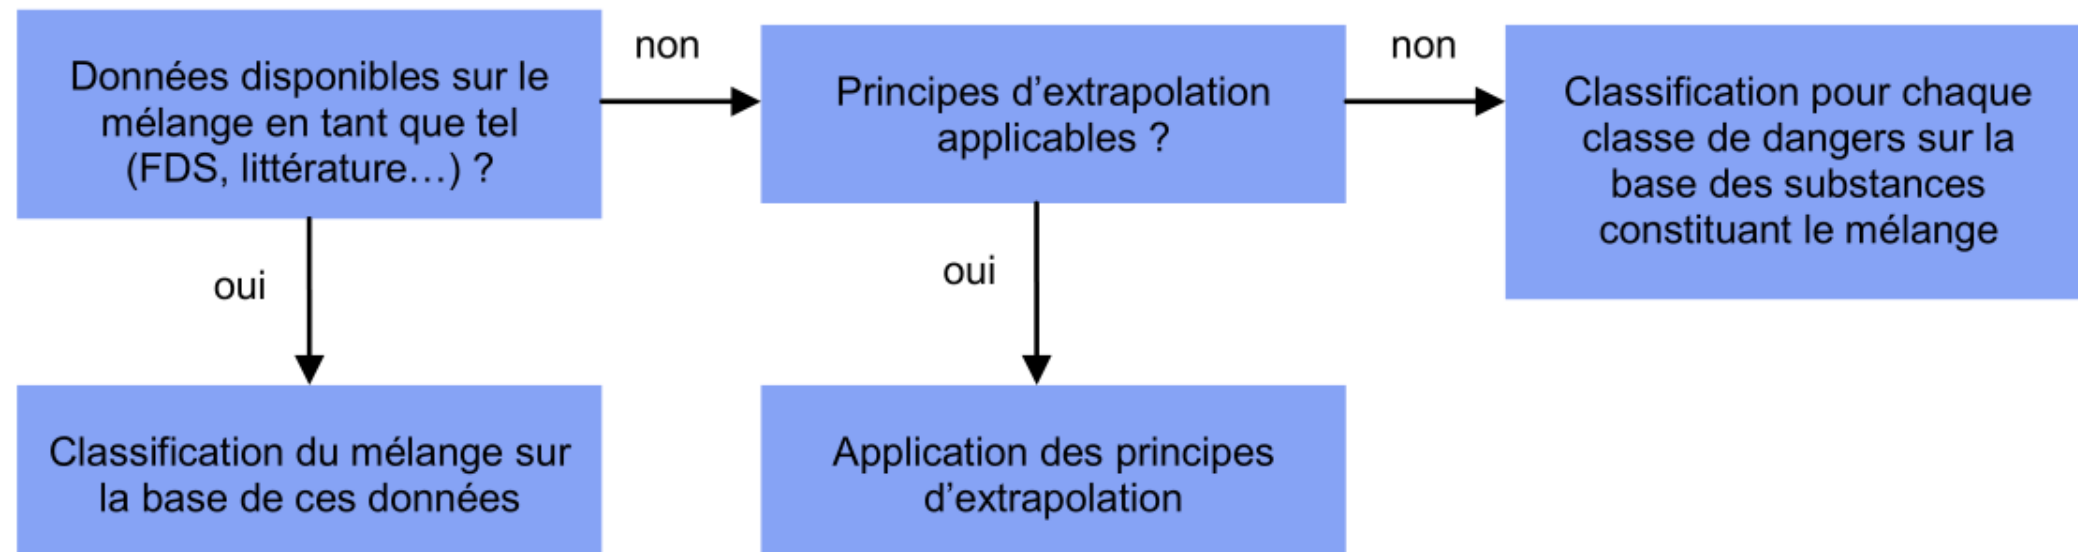 Données disponibles sur le
mélange en tant que tel
(FDS, littérature…) ?
non
Principes d’extrapolation
applicables ?
non
Classification pour chaque
classe de dangers sur la
base des substances
constituant le mélange
oui
oui
Classification du mélange sur
la base de ces données
Application des principes
d’extrapolation